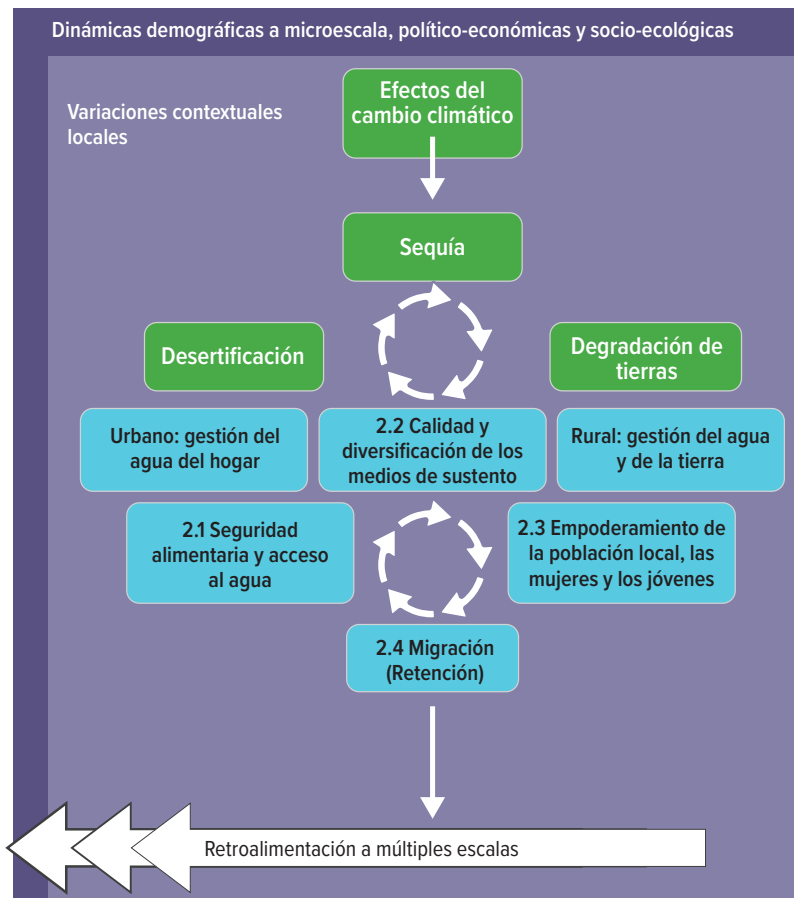 Dinámicas demográficas a microescala, político-económicas y socio-ecológicas
Variaciones contextuales
locales
Efectos del
cambio climático
Sequía
Desertificación
Degradación de
tierras
Urbano: gestión del
agua del hogar
2.2 Calidad y
diversificación de los
medios de sustento
Rural: gestión del agua
y de la tierra
2.1 Seguridad
alimentaria y acceso
al agua
2.3 Empoderamiento de
la población local, las
mujeres y los jóvenes
2.4 Migración
(Retención)
Retroalimentación a múltiples escalas